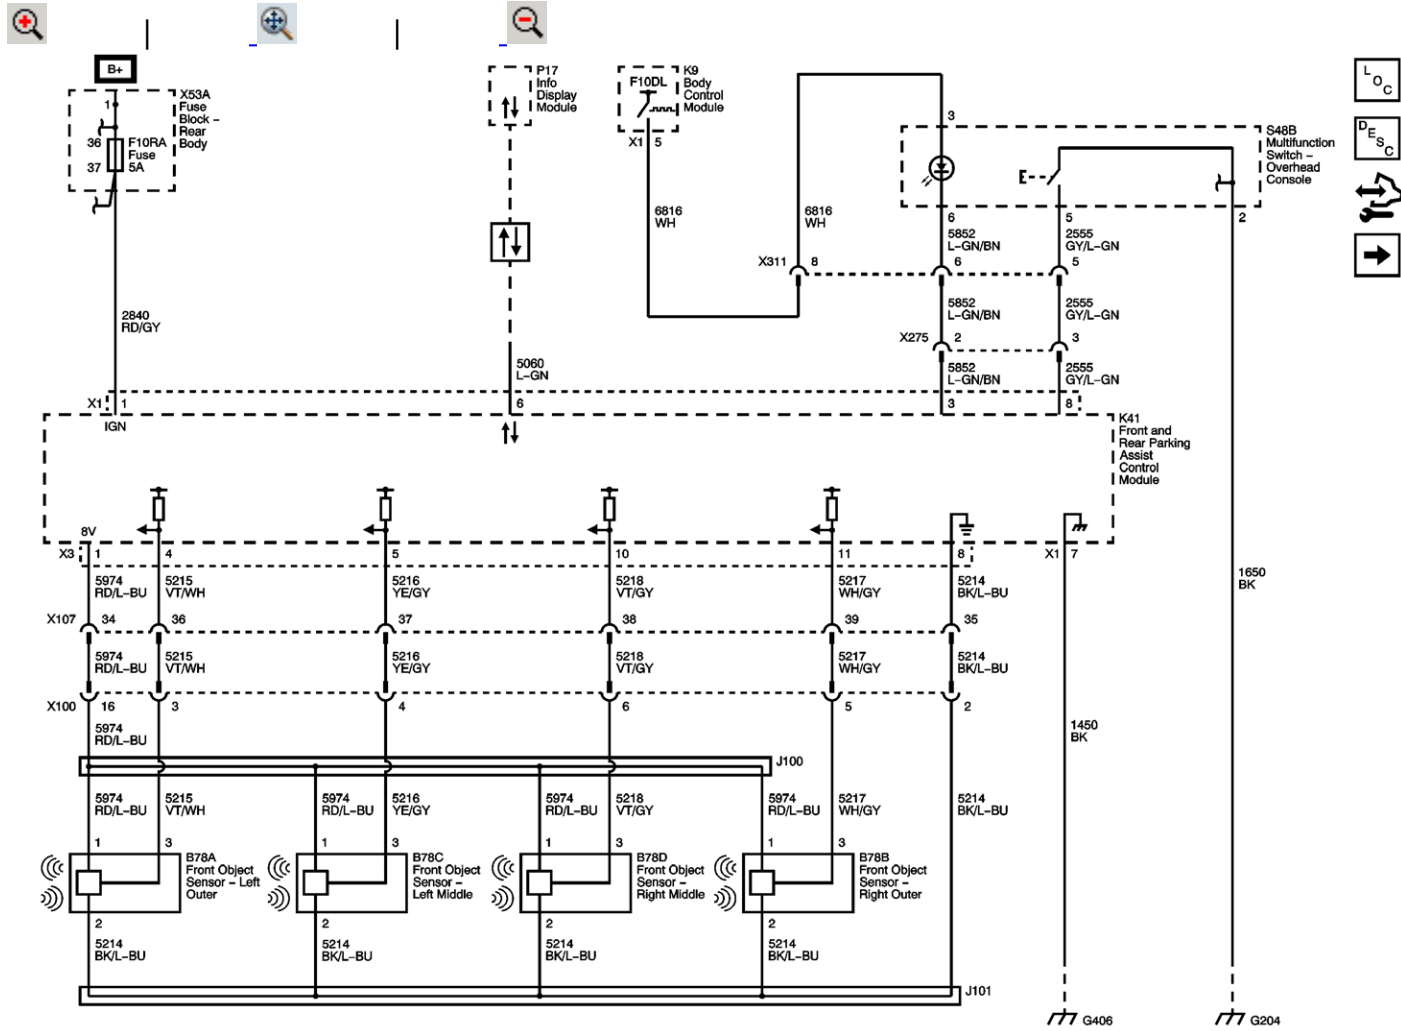 B+
X53A
Fuse
Block –
Rear
Body
1
36
37
F10RA
Fuse
5A
P17
Info
Display
Module
F10DL
K9
Body
Control
Module
X1 5
3
S48B
Multifunction
Switch –
Overhead
Console
L O C
D E S C
6816
WH
6816
WH
6
5852
L-GN/BN
5
2555
GY/L-GN
2
X311 8
6
5
5852
L-GN/BN
2555
GY/L-GN
2840
RD/GY
X275 2
3
5060
L-GN
5852
L-GN/BN
2555
GY/L-GN
X1 1
6
3
8
IGN
K41
Front and
Rear Parking
Assist
Control
Module
8V
X3 1
4
5
10
11
8
X1 7
5974
RD/L-BU
5215
VT/WH
5216
YE/GY
5218
VT/GY
5217
WH/GY
5214
BK/L-BU
1650
BK
X107 34
36
37
38
39
35
5974
RD/L-BU
5215
VT/WH
5216
YE/GY
5218
VT/GY
5217
WH/GY
5214
BK/L-BU
X100 16
3
4
6
5
2
5974
RD/L-BU
1450
BK
J100
5974
RD/L-BU
5215
VT/WH
5974
RD/L-BU
5216
YE/GY
5974
RD/L-BU
5218
VT/GY
5974
RD/L-BU
5217
WH/GY
5214
BK/L-BU
1
3
1
3
1
3
1
3
B78A
Front Object
Sensor – Left
Outer
B78C
Front Object
Sensor –
Left Middle
B78D
Front Object
Sensor –
Right Middle
B78B
Front Object
Sensor –
Right Outer
2
2
2
2
5214
BK/L-BU
5214
BK/L-BU
5214
BK/L-BU
5214
BK/L-BU
J101
G406
G204